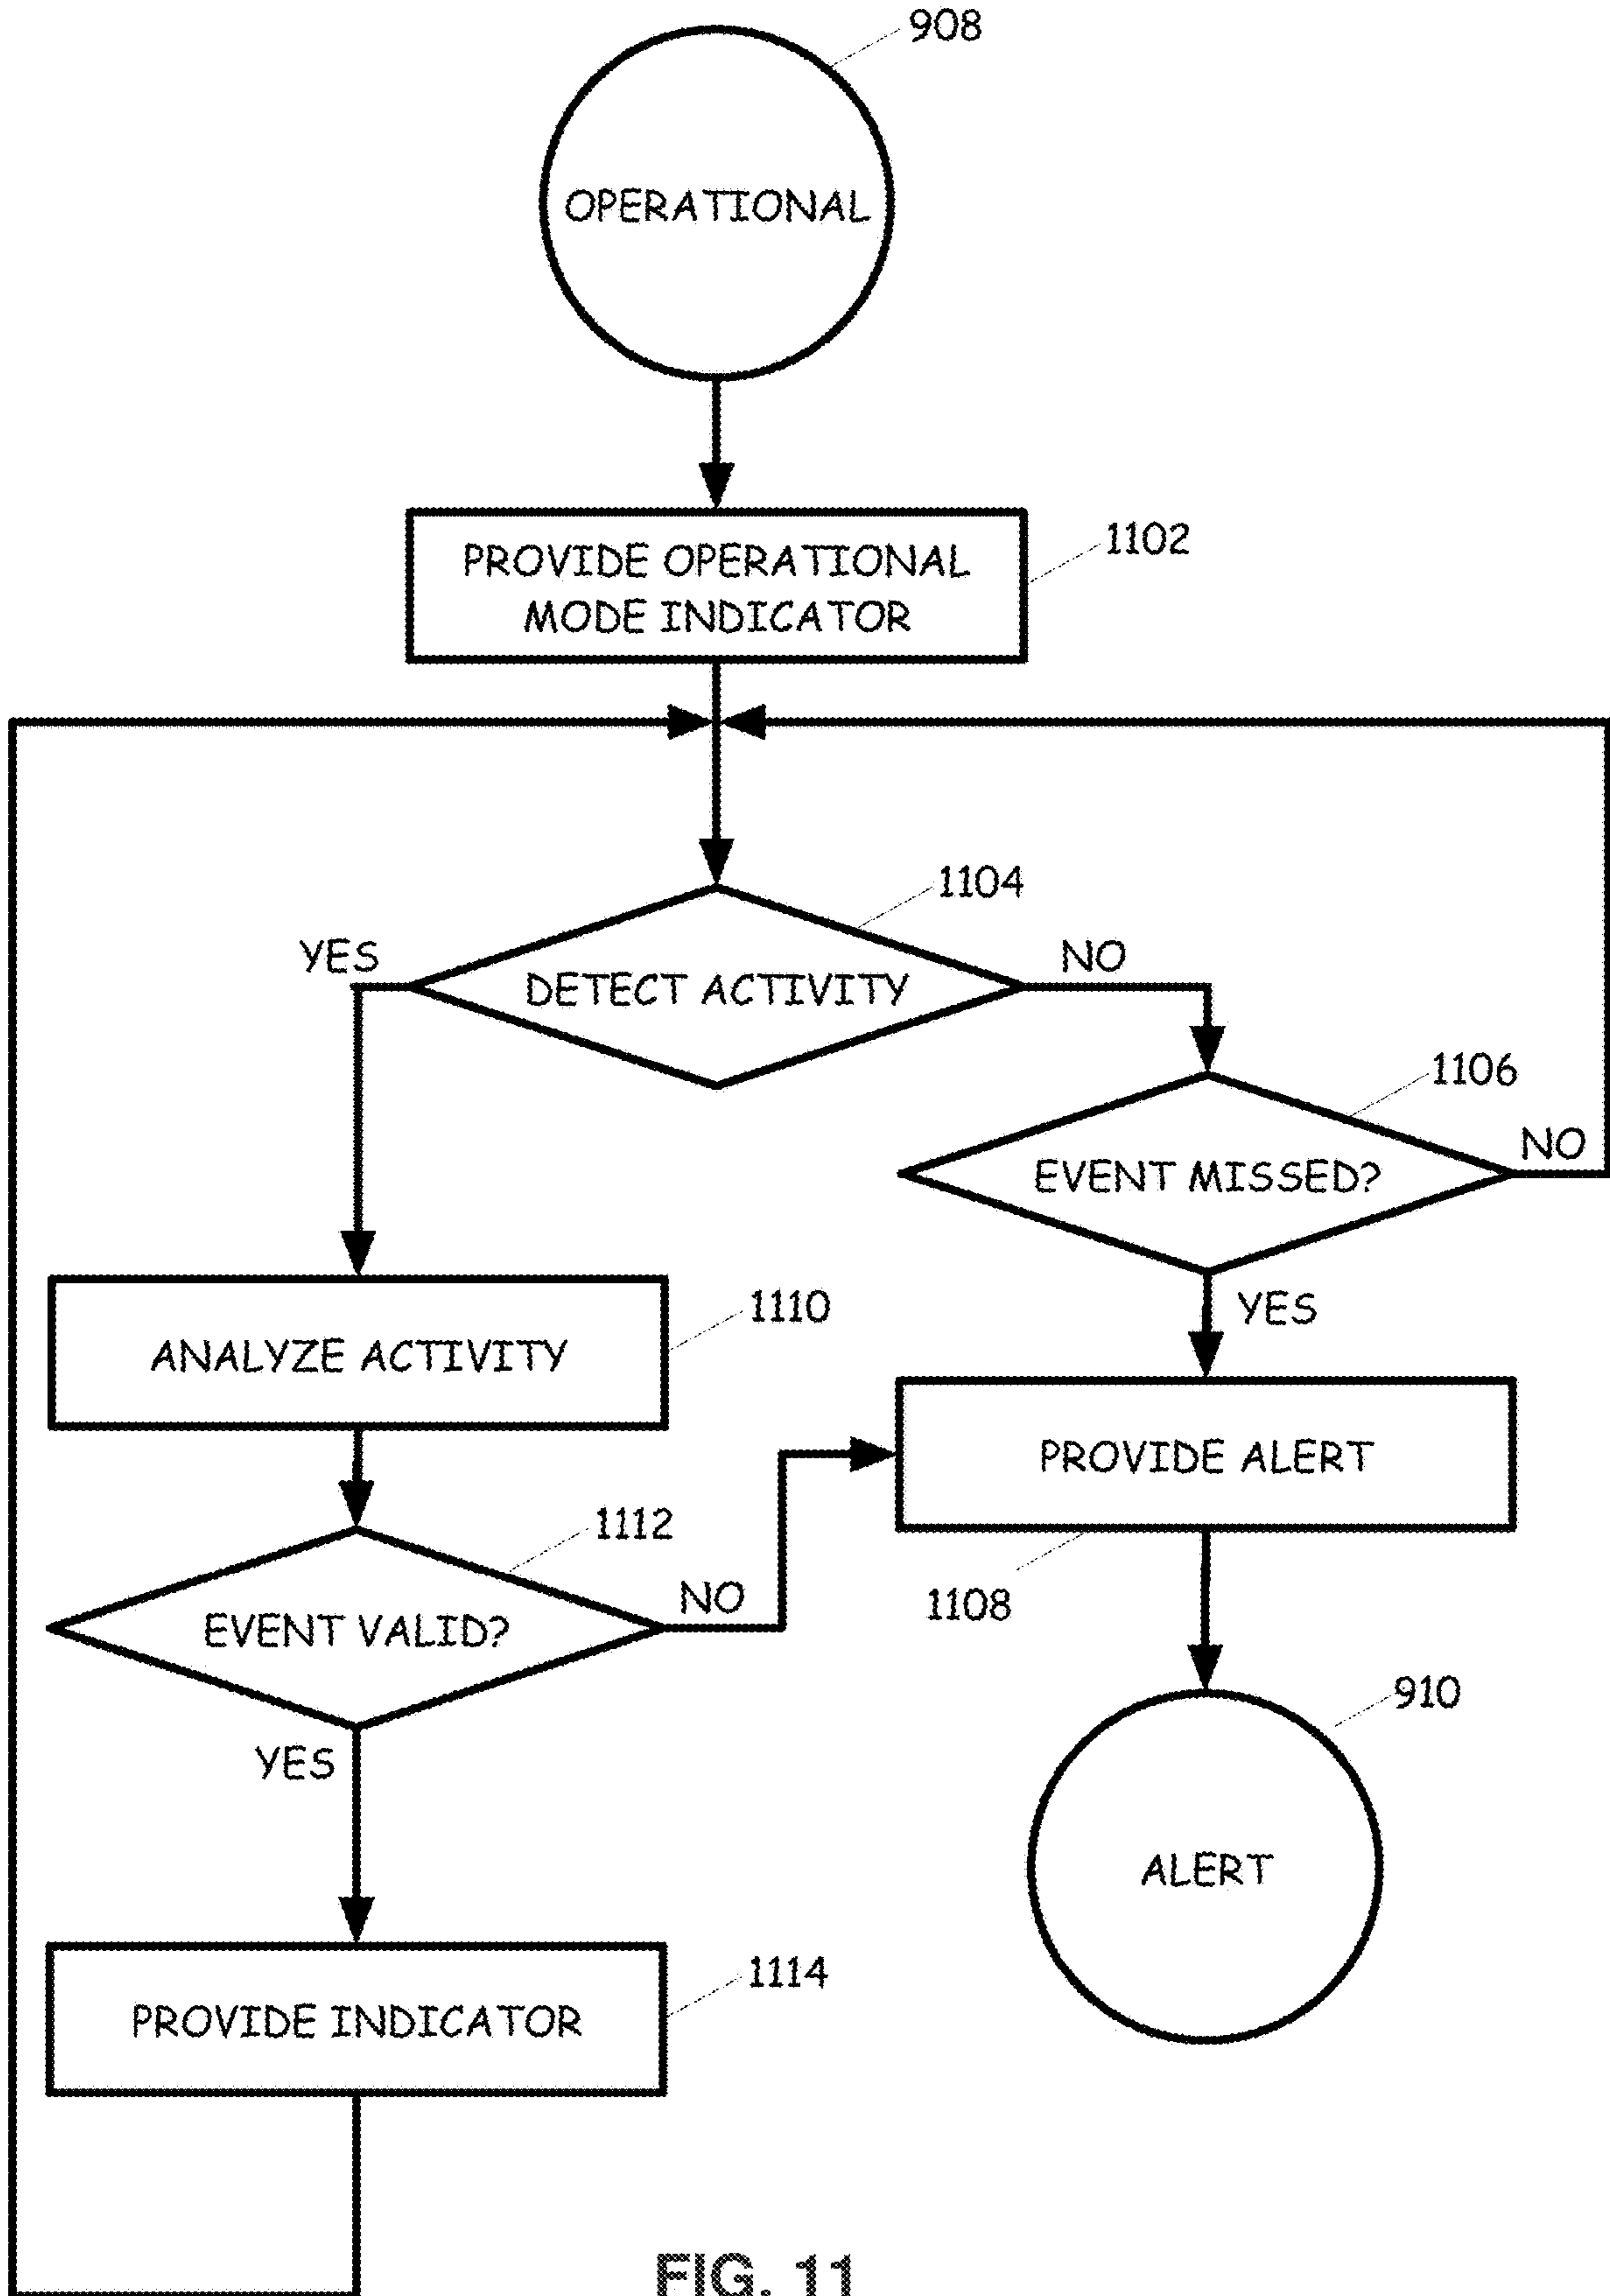 908
OPERATIONAL
1102
PROVIDE OPERATIONAL
MODE INDICATOR
1104
YES
NO
DETECT ACTIVITY
1106
NO
EVENT MISSED?
1110
YES
ANALYZE ACTIVITY
PROVIDE ALERT
1112
NO
1108
EVENT VALID?
910
YES
ALERT
1114
PROVIDE INDICATOR
FIG. 11